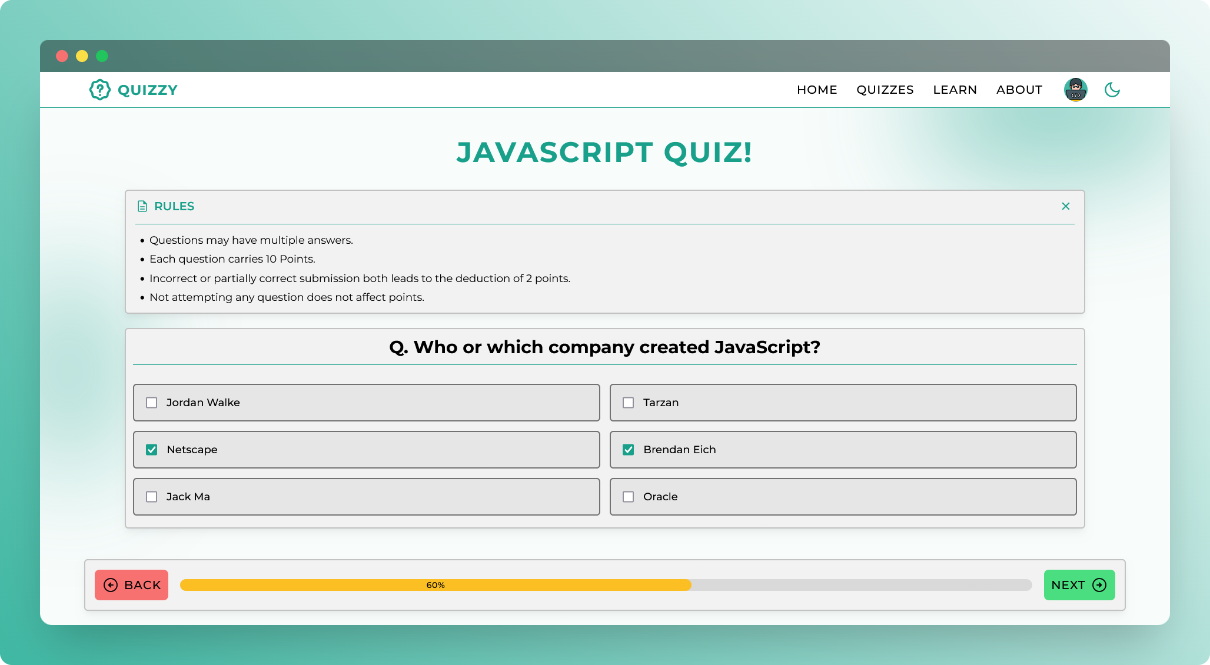 QUIZZY
HOME QUIZZES LEARN ABOUT
JAVASCRIPT QUIZ!
RULES
• Questions may have multiple answers.
• Each question carries 10 Points.
• Incorrect or partially correct submission both leads to the deduction of 2 points.
• Not attempting any question does not affect points.
Q. Who or which company created JavaScript?
Jordan Walke
Tarzan
Netscape
Brendan Eich
Jack Ma
Oracle
BACK
60%
NEXT